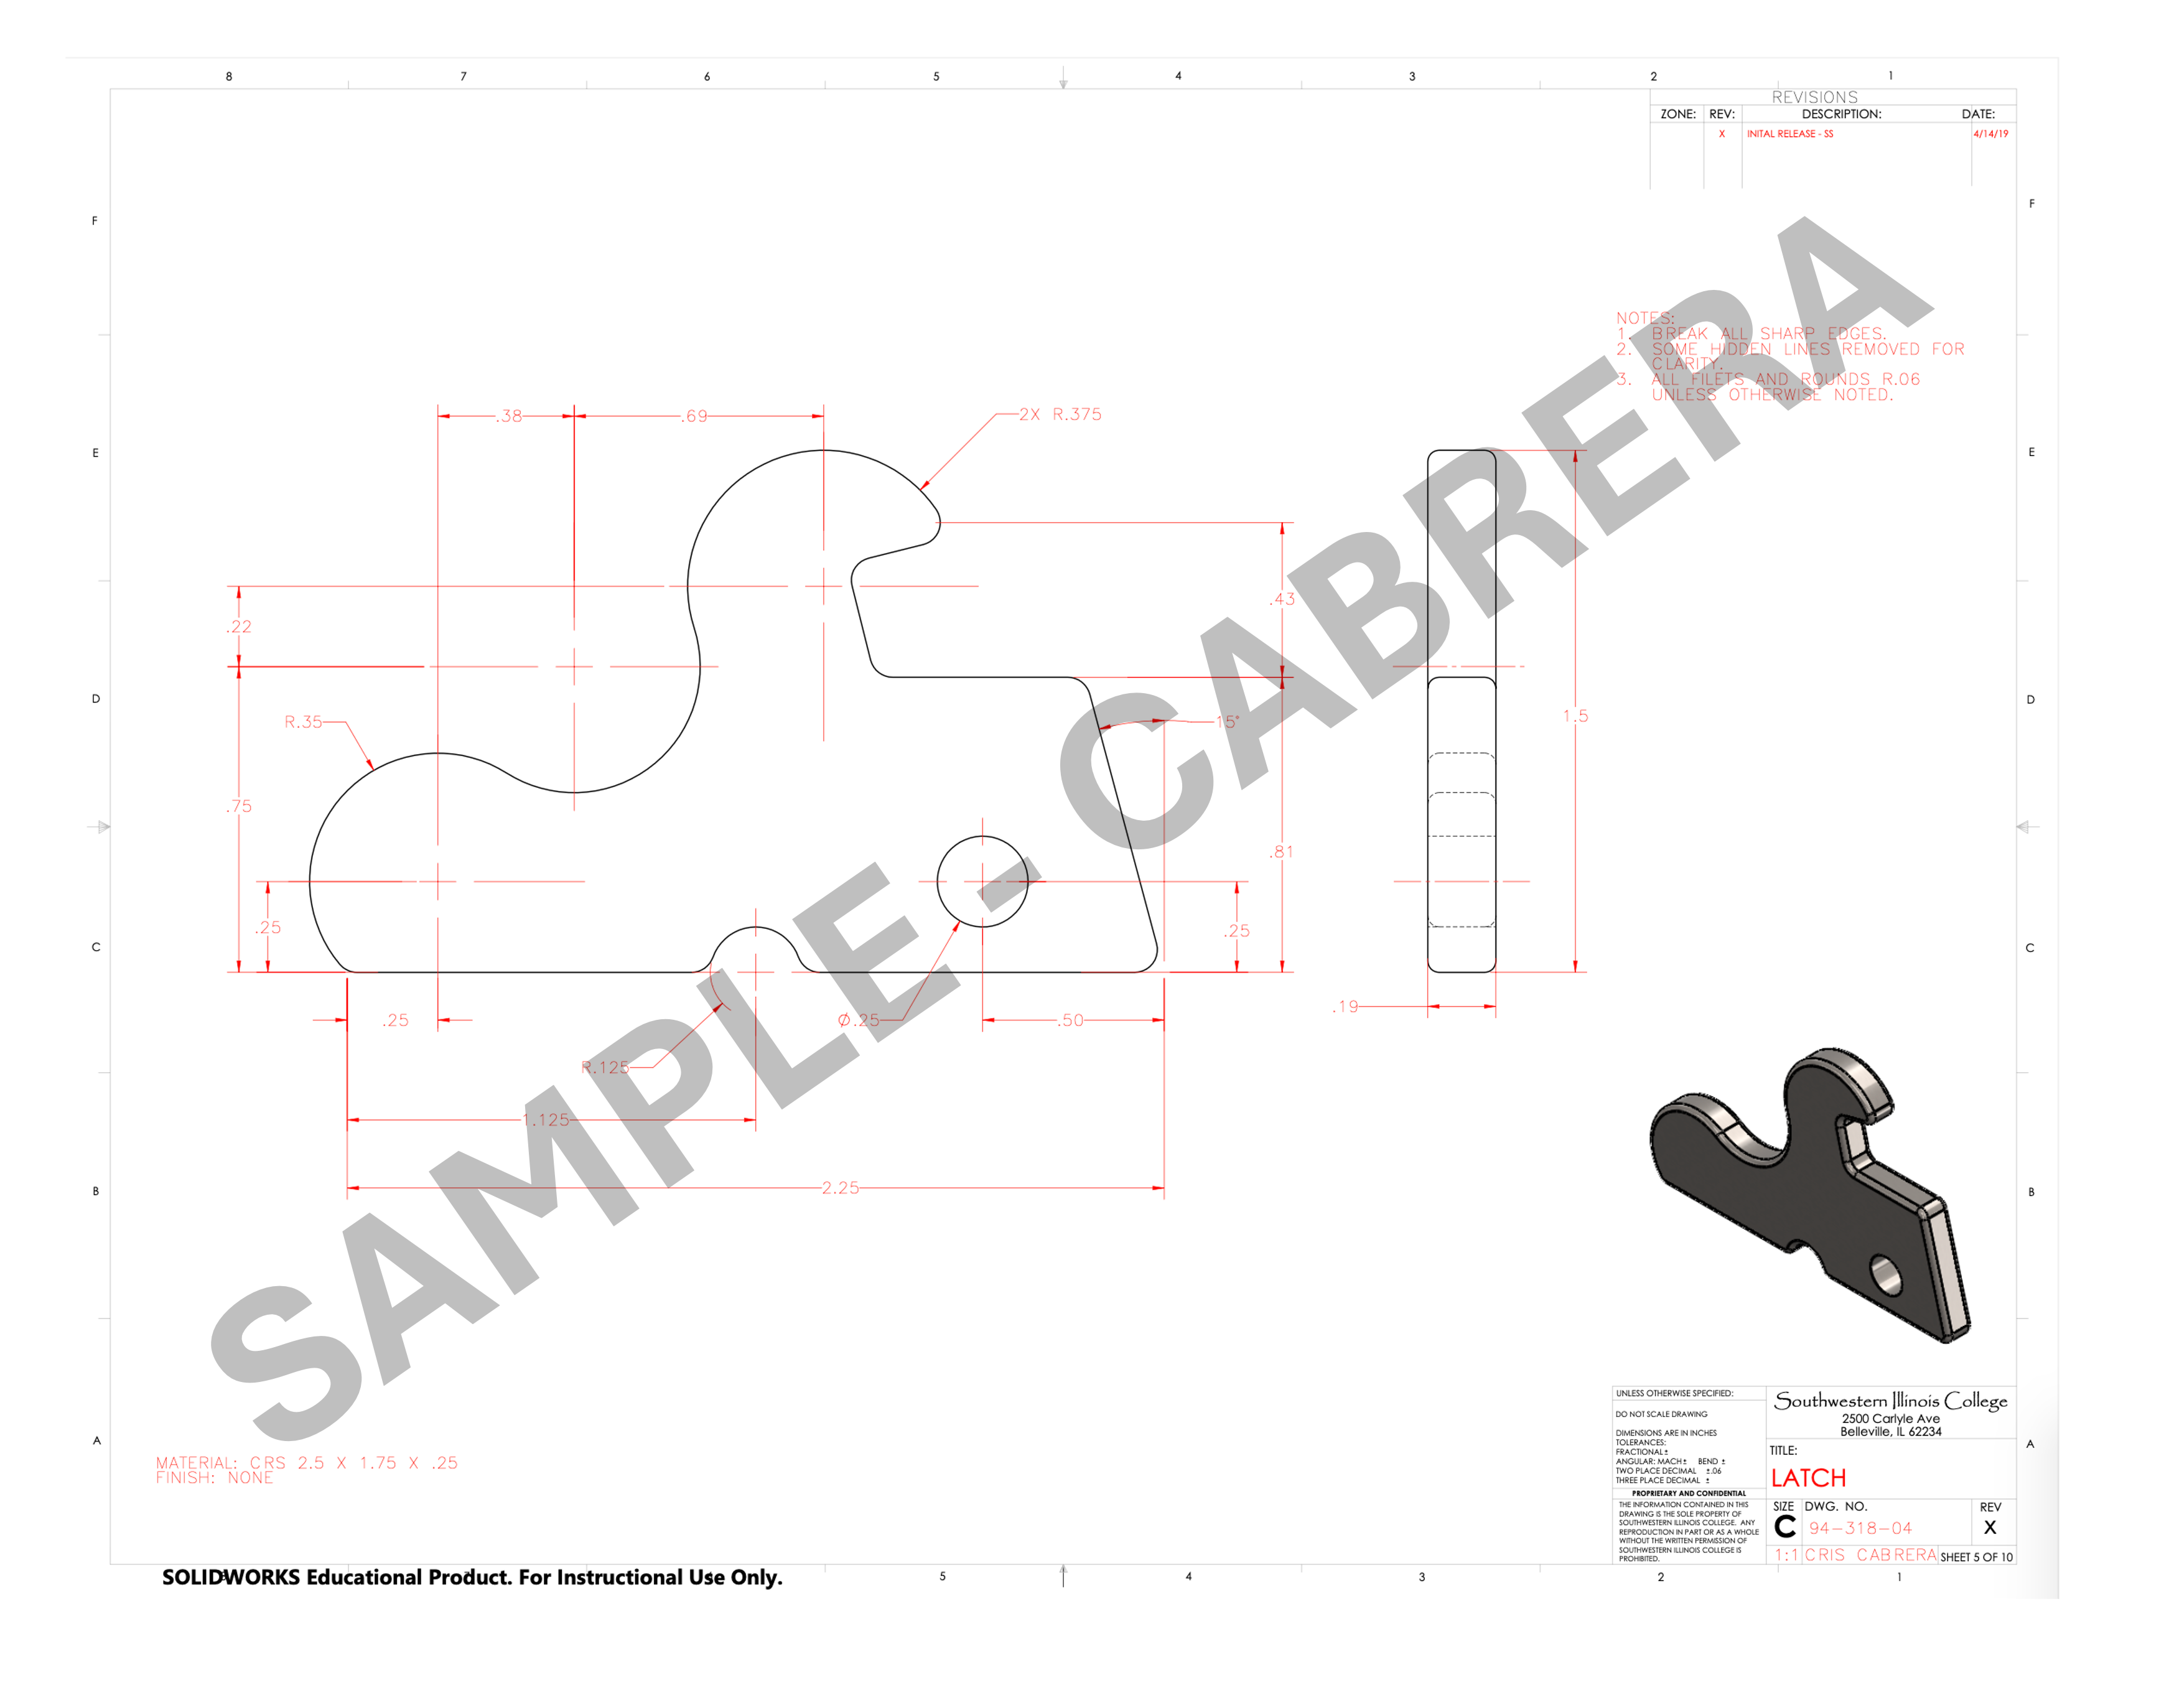 8 7 6 5 4 3 2 1
REVISIONS
ZONE: REV: DESCRIPTION: DATE:
X INITAL RELEASE - SS 4/14/19
F F
NOTES:
1. BREAK ALL SHARP EDGES.
2. SOME HIDDEN LINES REMOVED FOR
CLARITY.
3. ALL FILETS AND ROUNDS R.06
UNLESS OTHERWISE NOTED.
.38 .69 2X R.375
E E
.43
.22
D D
R.35 15° 1.5
.75
.81
.25 .25
C C
.19
.25 Ø.25 .50
R.125
1.125
2.25
B B
SAMPLE - CABRERA
A A
MATERIAL: CRS 2.5 X 1.75 X .25
FINISH: NONE
UNLESS OTHERWISE SPECIFIED:
DO NOT SCALE DRAWING
DIMENSIONS ARE IN INCHES
TOLERANCES:
FRACTIONAL±
ANGULAR: MACH± BEND ±
TWO PLACE DECIMAL ±.06
THREE PLACE DECIMAL ±
PROPRIETARY AND CONFIDENTIAL
THE INFORMATION CONTAINED IN THIS
DRAWING IS THE SOLE PROPERTY OF
SOUTHWESTERN ILLINOIS COLLEGE. ANY
REPRODUCTION IN PART OR AS A WHOLE
WITHOUT THE WRITTEN PERMISSION OF
SOUTHWESTERN ILLINOIS COLLEGE IS
PROHIBITED.
Southwestern Illinois College
2500 Carlyle Ave
Belleville, IL 62234
TITLE:
LATCH
SIZE DWG. NO. REV
C 94-318-04 X
1:1 CRIS CABRERA SHEET 5 OF 10
SOLIDWORKS Educational Product. For Instructional Use Only.
5 4 3 2 1